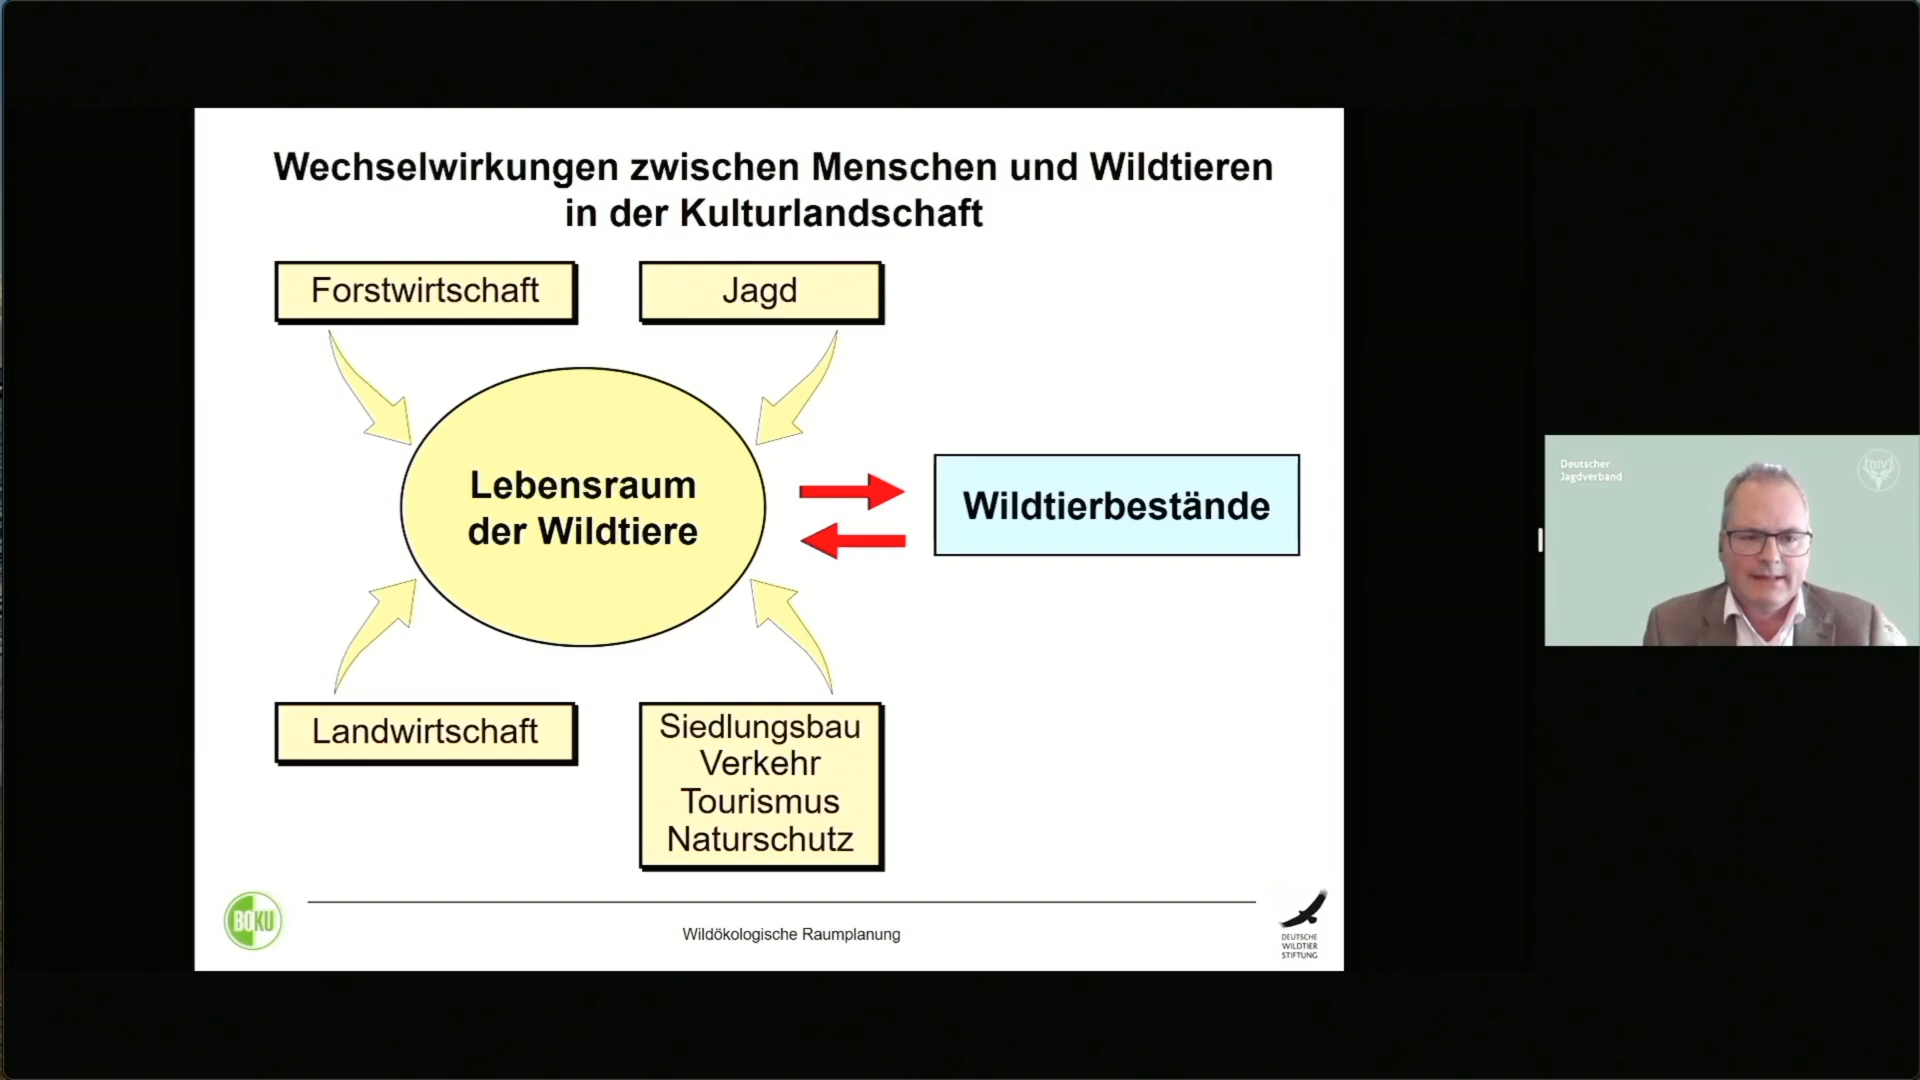 Wechselwirkungen zwischen Menschen und Wildtieren
in der Kulturlandschaft
Forstwirtschaft
Jagd
Lebensraum
der Wildtiere
Wildtierbestände
Landwirtschaft
Siedlungsbau
Verkehr
Tourismus
Naturschutz
BOKU
Wildökologische Raumplanung
DEUTSCHE
WILDTIER
STIFTUNG
Deutscher
Jagdverband
DJV